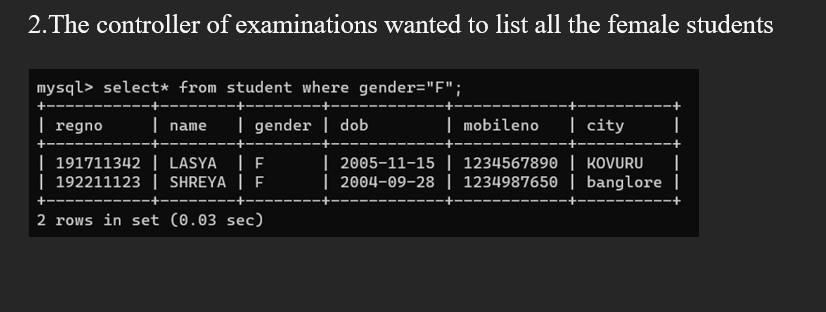 2.The controller of examinations wanted to list all the female students
mysql> select* from student where gender="F";
+-----------+--------+--------+------------+------------+----------+
| regno     | name   | gender | dob        | mobileno   | city     |
+-----------+--------+--------+------------+------------+----------+
| 191711342 | LASYA  | F      | 2005-11-15 | 1234567890 | KOVURU   |
| 192211123 | SHREYA | F      | 2004-09-28 | 1234987650 | banglore |
+-----------+--------+--------+------------+------------+----------+
2 rows in set (0.03 sec)